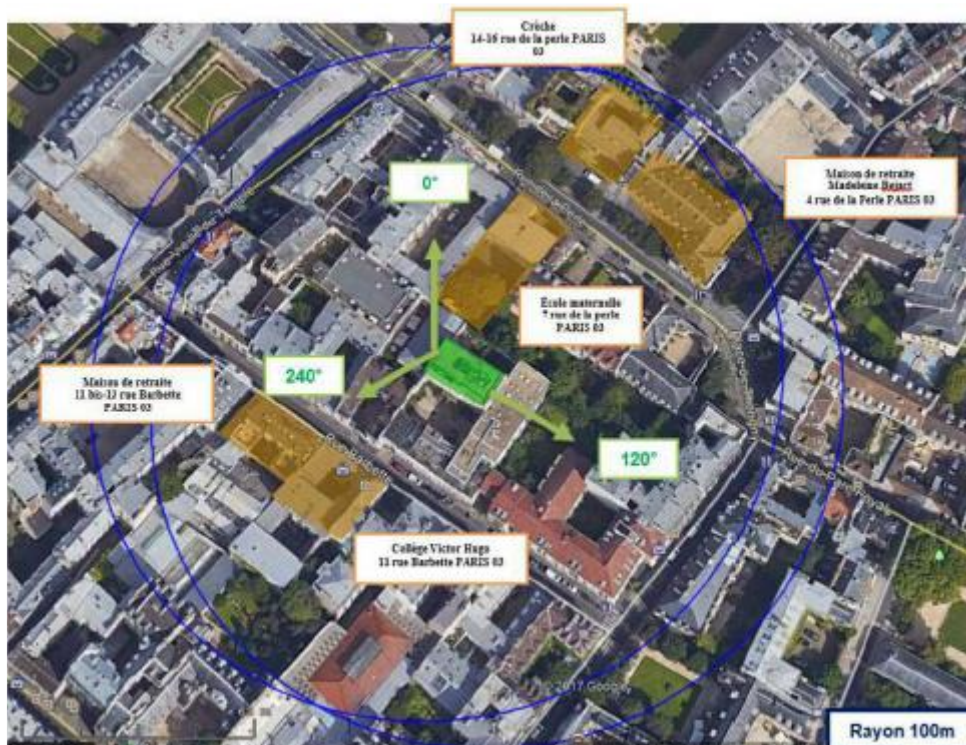 Crèche
14-16 rue de la perle PARIS
03
0°
Maison de retraite
Madeleine Bejart
4 rue de la Perle PARIS 03
École maternelle
7 rue de la perle
PARIS 03
240°
Maison de retraite
11 bis-13 rue Barbette
PARIS 03
Rue Barbette
120°
Collège Victor Hugo
11 rue Barbette PARIS 03
© 2017 Google
Rayon 100m